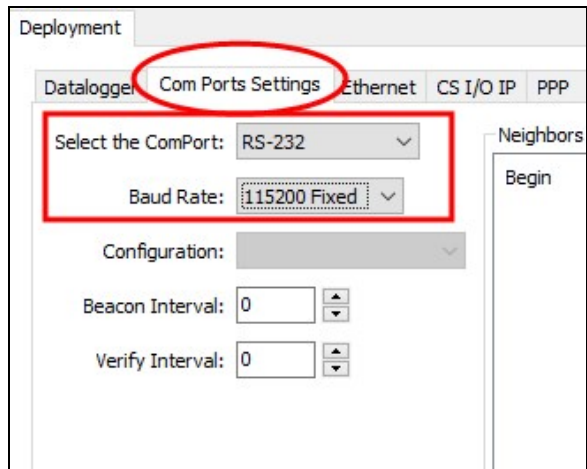 Deployment
Datalogger Com Ports Settings Ethernet CS I/O IP PPP
Select the ComPort: RS-232 Neighbors
Baud Rate: 115200 Fixed Begin
Configuration:
Beacon Interval: 0
Verify Interval: 0